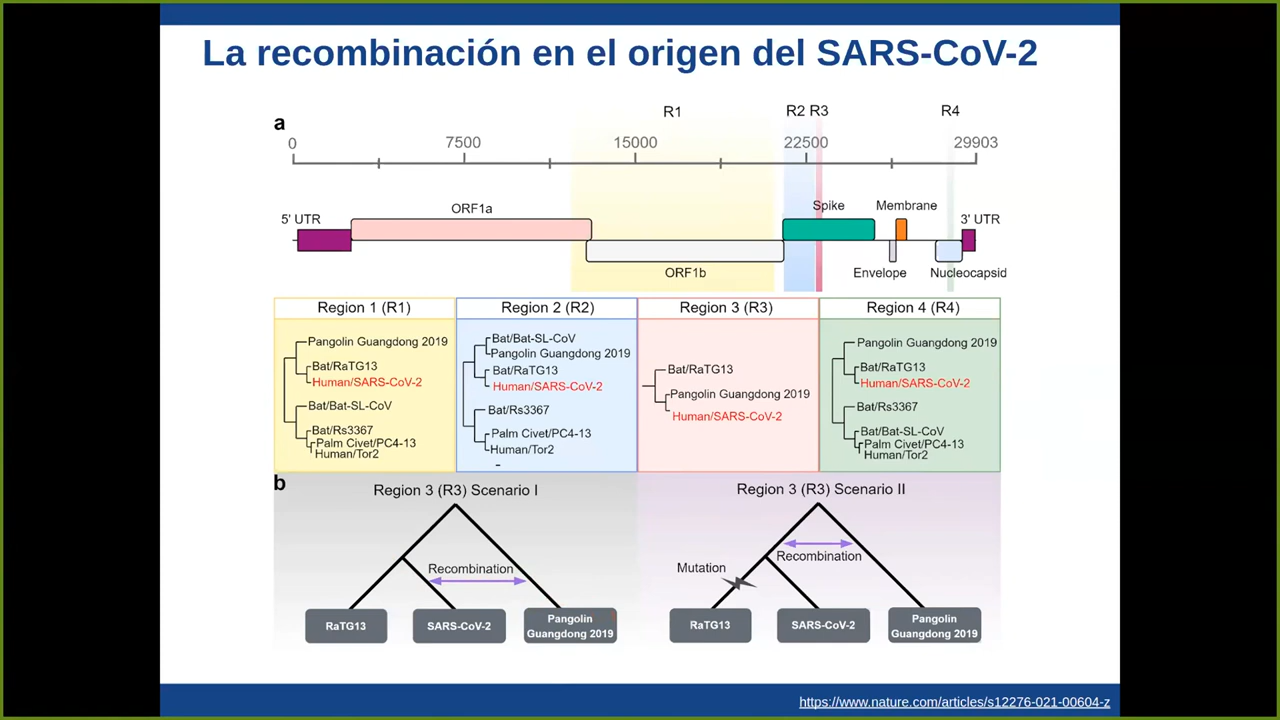 La recombinación en el origen del SARS-CoV-2
a
R1
R2 R3
R4
0
7500
15000
22500
29903
5' UTR
ORF1a
Spike
Membrane
3' UTR
ORF1b
Envelope
Nucleocapsid
Region 1 (R1)
Pangolin Guangdong 2019
Bat/RaTG13
Human/SARS-CoV-2
Bat/Bat-SL-CoV
Bat/Rs3367
Palm Civet/PC4-13
Human/Tor2
Region 2 (R2)
Bat/Bat-SL-CoV
Pangolin Guangdong 2019
Bat/RaTG13
Human/SARS-CoV-2
Bat/Rs3367
Palm Civet/PC4-13
Human/Tor2
Region 3 (R3)
Bat/RaTG13
Pangolin Guangdong 2019
Human/SARS-CoV-2
Region 4 (R4)
Pangolin Guangdong 2019
Bat/RaTG13
Human/SARS-CoV-2
Bat/Rs3367
Bat/Bat-SL-CoV
Palm Civet/PC4-13
Human/Tor2
b
Region 3 (R3) Scenario I
Recombination
RaTG13
SARS-CoV-2
Pangolin
Guangdong 2019
Region 3 (R3) Scenario II
Recombination
Mutation
RaTG13
SARS-CoV-2
Pangolin
Guangdong 2019
https://www.nature.com/articles/s12276-021-00604-z